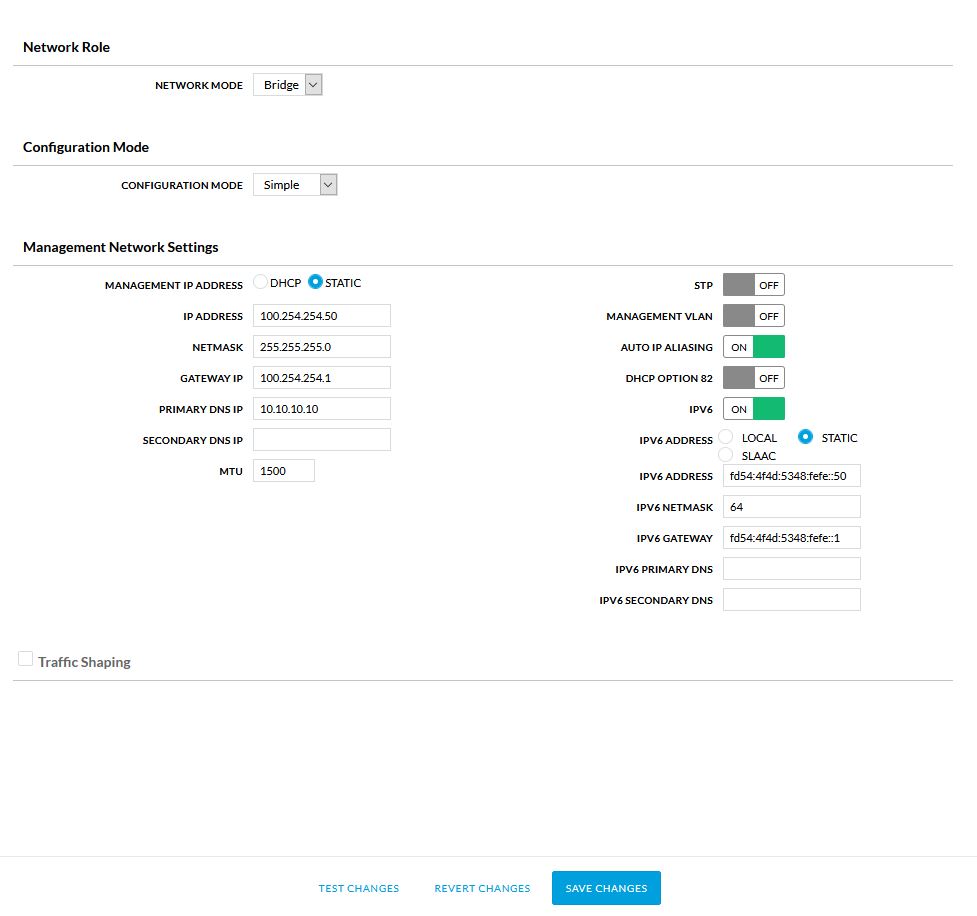 Network Role
NETWORK MODE Bridge
Configuration Mode
CONFIGURATION MODE Simple
Management Network Settings
MANAGEMENT IP ADDRESS DHCP STATIC
IP ADDRESS 100.254.254.50
NETMASK 255.255.255.0
GATEWAY IP 100.254.254.1
PRIMARY DNS IP 10.10.10.10
SECONDARY DNS IP
MTU 1500
STP OFF
MANAGEMENT VLAN OFF
AUTO IP ALIASING ON
DHCP OPTION 82 OFF
IPV6 ON
IPV6 ADDRESS LOCAL STATIC
SLAAC
IPV6 ADDRESS fd54:4f4d:5348:fefe::50
IPV6 NETMASK 64
IPV6 GATEWAY fd54:4f4d:5348:fefe::1
IPV6 PRIMARY DNS
IPV6 SECONDARY DNS
Traffic Shaping
TEST CHANGES REVERT CHANGES SAVE CHANGES